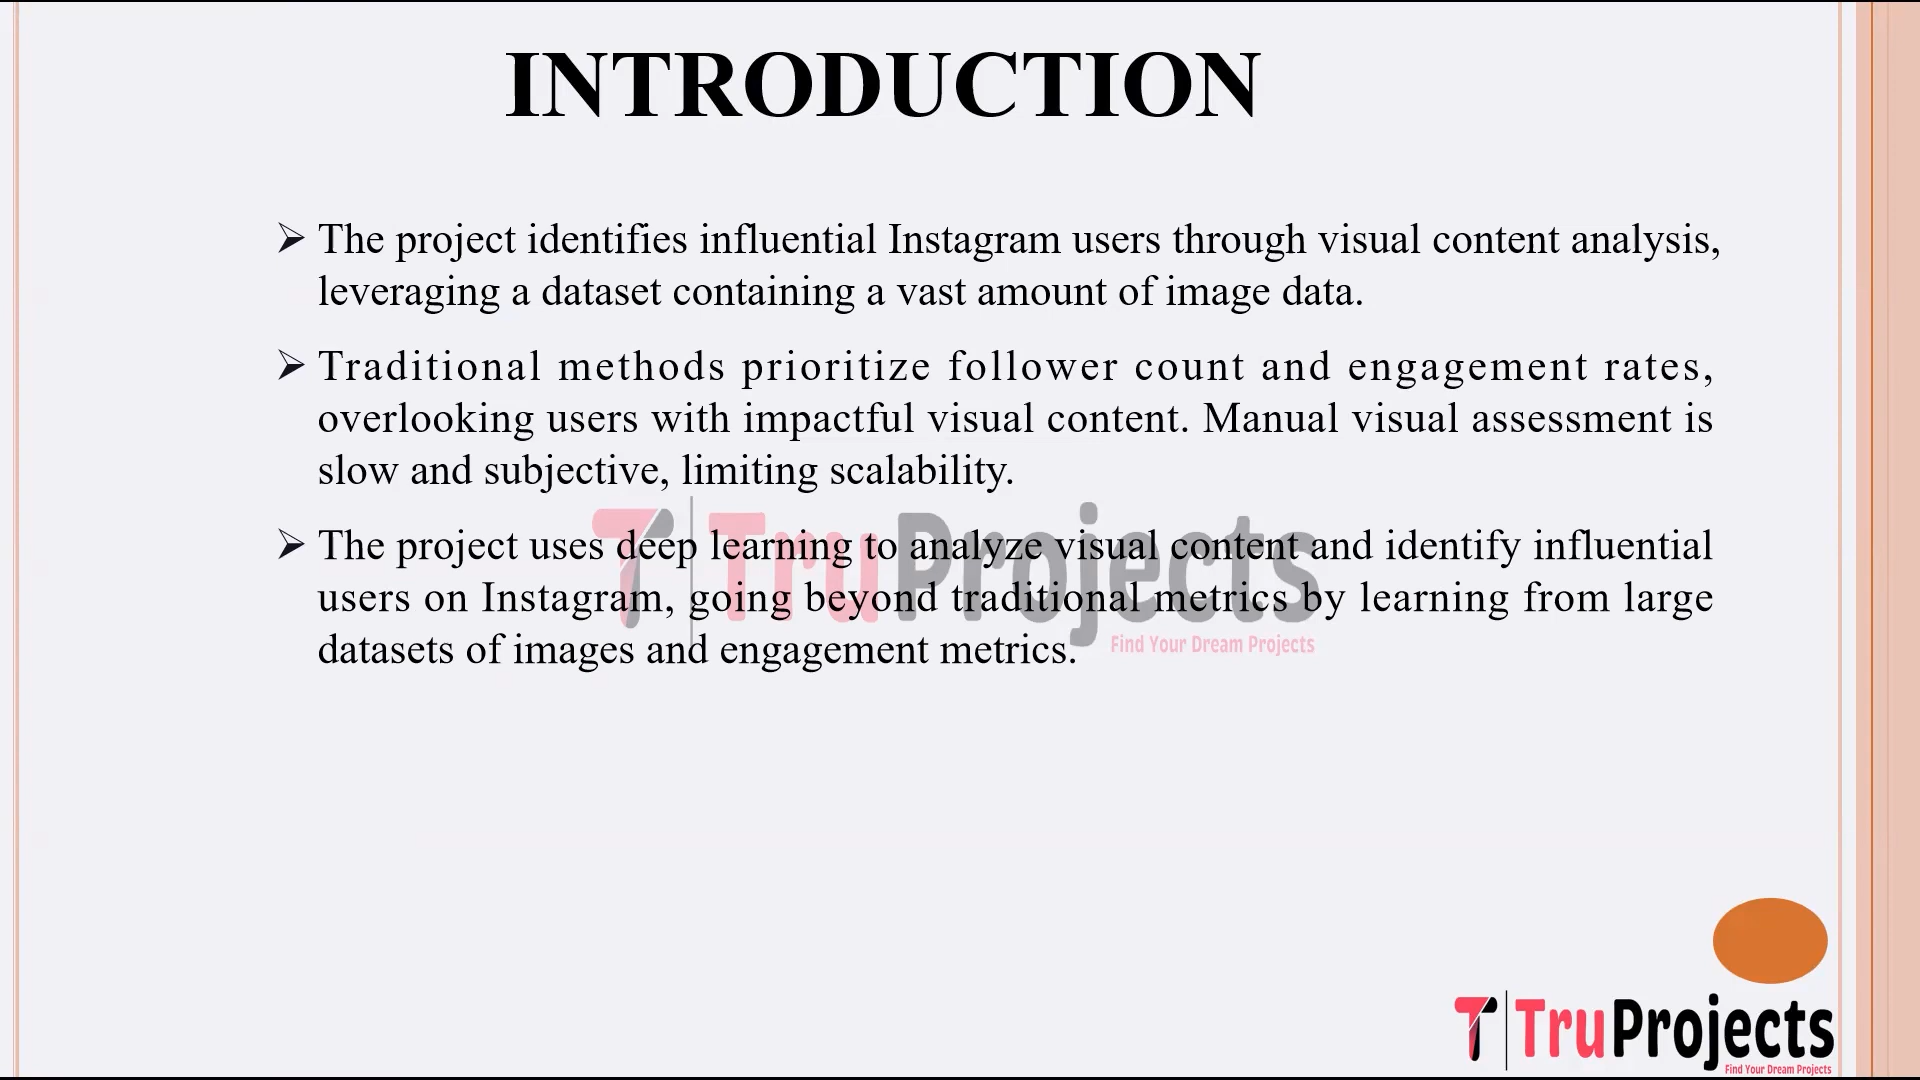 INTRODUCTION
➢ The project identifies influential Instagram users through visual content analysis,
leveraging a dataset containing a vast amount of image data.
➢ Traditional methods prioritize follower count and engagement rates,
overlooking users with impactful visual content. Manual visual assessment is
slow and subjective, limiting scalability.
➢ The project uses deep learning to analyze visual content and identify influential
users on Instagram, going beyond traditional metrics by learning from large
datasets of images and engagement metrics.
TruProjects
Find Your Dream Projects
TruProjects
Find Your Dream Projects